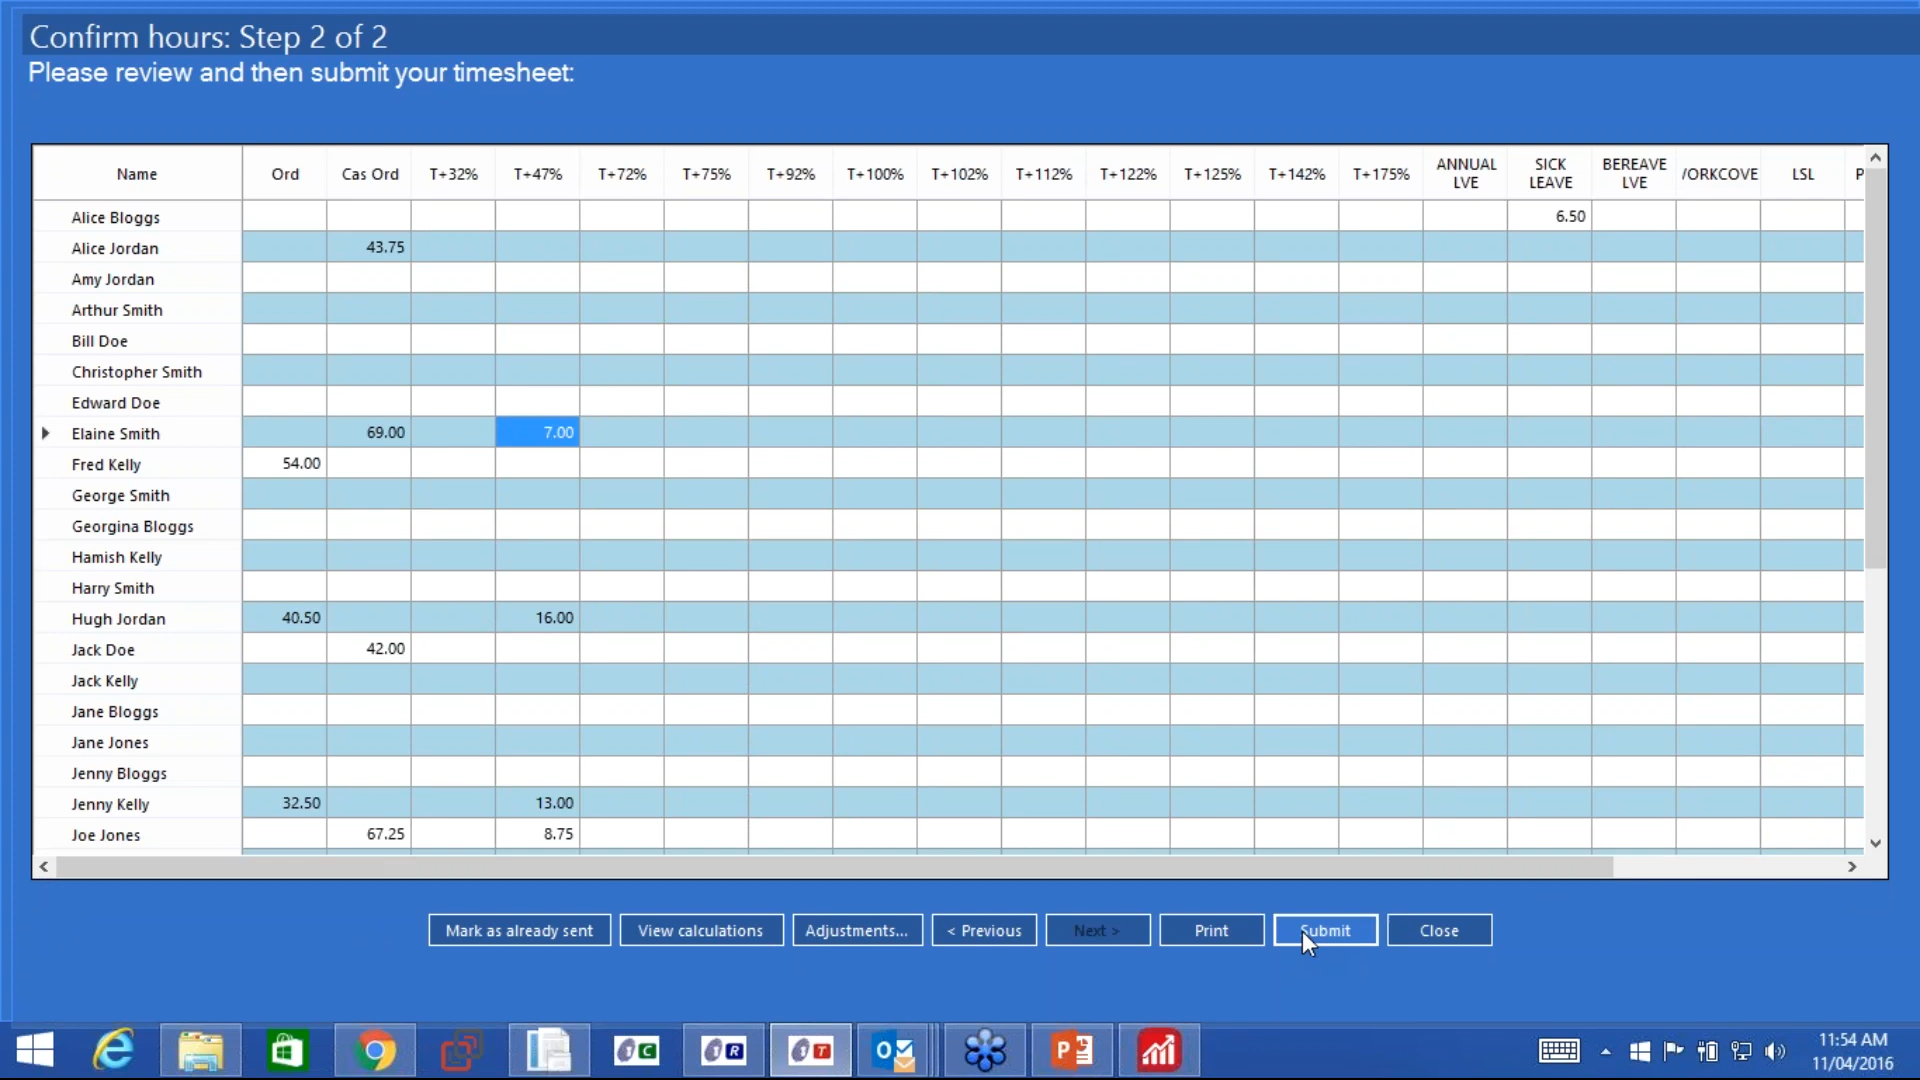 Confirm hours: Step 2 of 2
Please review and then submit your timesheet:
Name Ord Cas Ord T+32% T+47% T+72% T+75% T+92% T+100% T+102% T+112% T+122% T+125% T+142% T+175% ANNUAL LVE SICK LEAVE BEREAVE LVE /ORKCOVE LSL P
Alice Bloggs 6.50
Alice Jordan 43.75
Amy Jordan
Arthur Smith
Bill Doe
Christopher Smith
Edward Doe
Elaine Smith 69.00 7.00
Fred Kelly 54.00
George Smith
Georgina Bloggs
Hamish Kelly
Harry Smith
Hugh Jordan 40.50 16.00
Jack Doe 42.00
Jack Kelly
Jane Bloggs
Jane Jones
Jenny Bloggs
Jenny Kelly 32.50 13.00
Joe Jones 67.25 8.75
Mark as already sent View calculations Adjustments... < Previous Next > Print Submit Close
1C 1R 1T O P 11:54 AM
11/04/2016